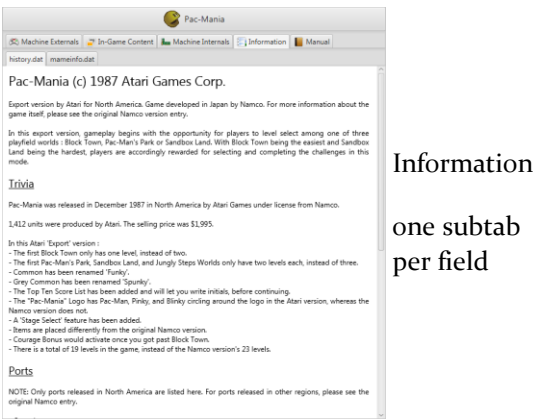 Pac-Mania
Machine Externals In-Game Content Machine Internals Information Manual
history.dat mameinfo.dat
Pac-Mania (c) 1987 Atari Games Corp.
Export version by Atari for North America. Game developed in Japan by Namco. For more information about the
game itself, please see the original Namco version entry.
In this export version, gameplay begins with the opportunity for players to level select among one of three
playfield worlds : Block Town, Pac-Man's Park or Sandbox Land. With Block Town being the easiest and Sandbox
Land being the hardest, players are accordingly rewarded for selecting and completing the challenges in this
mode.
Trivia
Pac-Mania was released in December 1987 in North America by Atari Games under license from Namco.
1,412 units were produced by Atari. The selling price was $1,995.
In this Atari 'Export' version :
- The first Block Town only has one level, instead of two.
- The first Pac-Man's Park, Sandbox Land, and Jungly Steps Worlds only have two levels each, instead of three.
- Common has been renamed 'Funky'.
- Grey Common has been renamed 'Spunky'.
- The Top Ten Score List has been added and will let you write initials, before continuing.
- The "Pac-Mania" Logo has Pac-Man, Pinky, and Blinky circling around the logo in the Atari version, whereas the
Namco version does not.
- A 'Stage Select' feature has been added.
- Items are placed differently from the original Namco version.
- Courage Bonus would activate once you got past Block Town.
- There is a total of 19 levels in the game, instead of the Namco version's 23 levels.
Ports
NOTE: Only ports released in North America are listed here. For ports released in other regions, please see the
original Namco entry.
Information
one subtab
per field